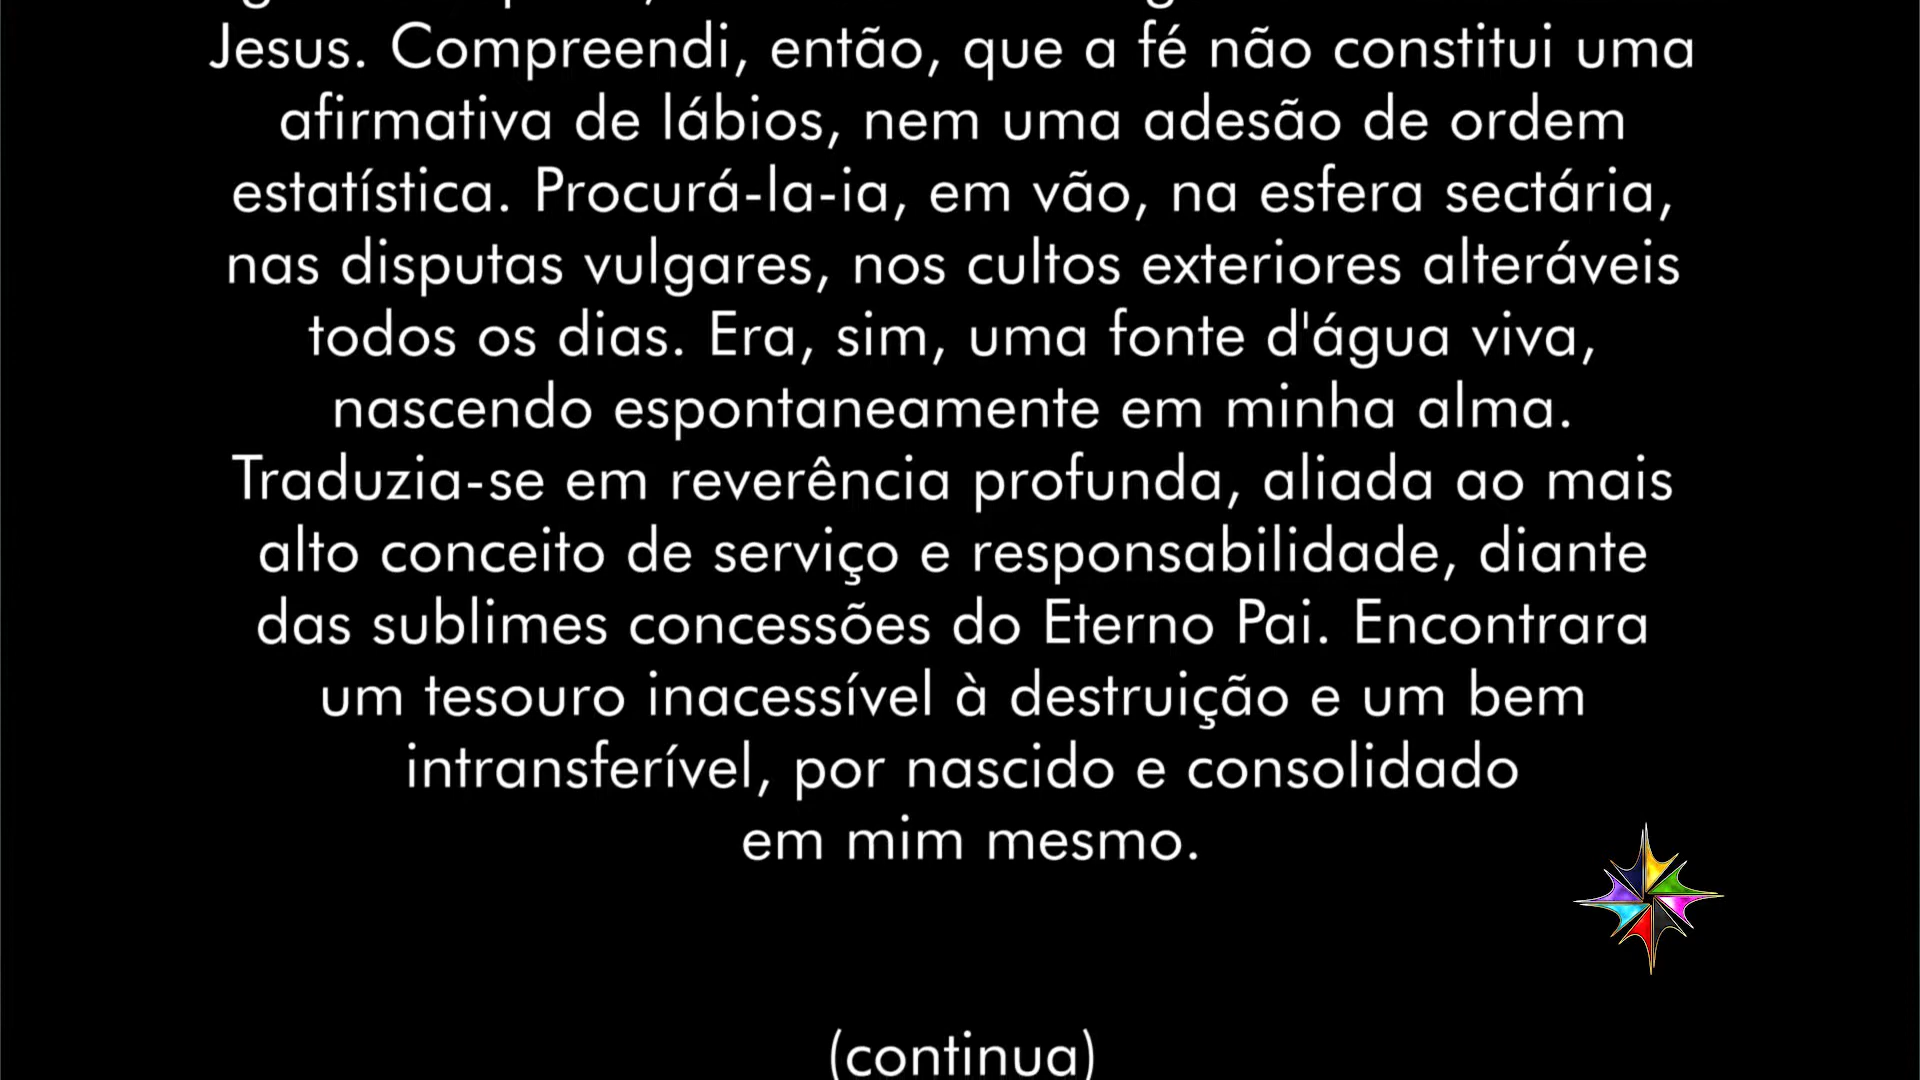 Jesus. Compreendi, então, que a fé não constitui uma
afirmativa de lábios, nem uma adesão de ordem
estatística. Procurá-la-ia, em vão, na esfera sectária,
nas disputas vulgares, nos cultos exteriores alteráveis
todos os dias. Era, sim, uma fonte d'água viva,
nascendo espontaneamente em minha alma.
Traduzia-se em reverência profunda, aliada ao mais
alto conceito de serviço e responsabilidade, diante
das sublimes concessões do Eterno Pai. Encontrara
um tesouro inacessível à destruição e um bem
intransferível, por nascido e consolidado
em mim mesmo.
(continua)